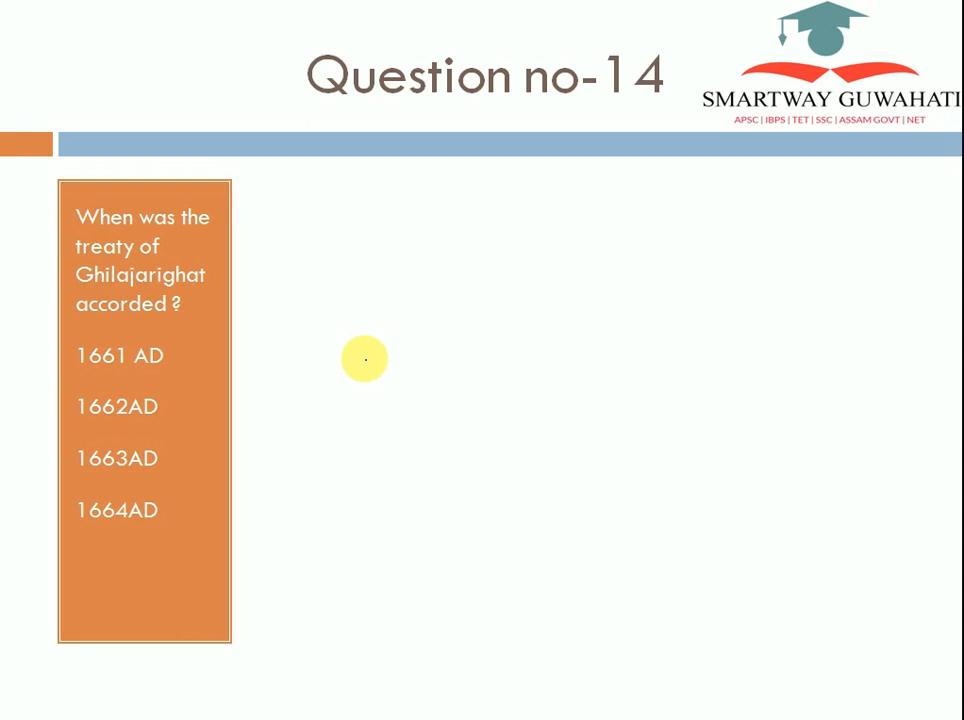 Question no-14
SMARTWAY GUWAHATI
APSC | IBPS | TET | SSC | ASSAM GOVT | NET
When was the
treaty of
Ghilajarighat
accorded ?
1661 AD
1662AD
1663AD
1664AD